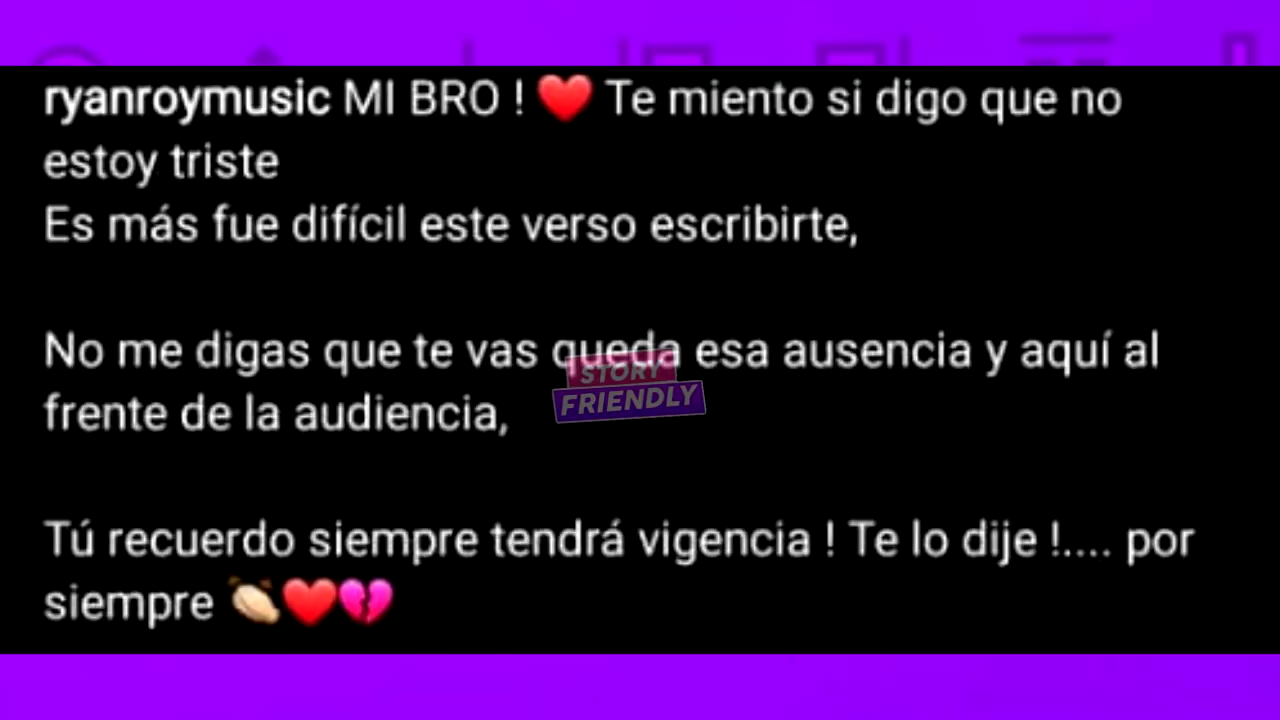 ryanroymusic MI BRO ! ❤️ Te miento si digo que no
estoy triste
Es más fue difícil este verso escribirte,
No me digas que te vas queda esa ausencia y aquí al
frente de la audiencia,
STORY
FRIENDLY
Tú recuerdo siempre tendrá vigencia ! Te lo dije !.... por
siempre 👏🏼❤️💔